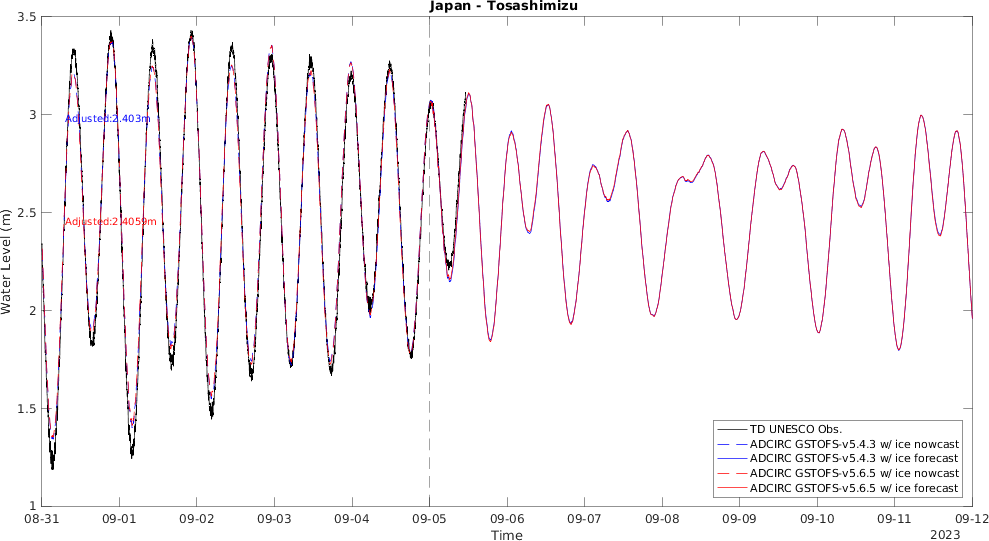 Japan - Tosashimizu
3.5
3
2.5
2
1.5
1
Water Level (m)
Adjusted:2.403m
Adjusted:2.4059m
TD UNESCO Obs.
ADCIRC GSTOFS-v5.4.3 w/ ice nowcast
ADCIRC GSTOFS-v5.4.3 w/ ice forecast
ADCIRC GSTOFS-v5.6.5 w/ ice nowcast
ADCIRC GSTOFS-v5.6.5 w/ ice forecast
08-31 09-01 09-02 09-03 09-04 09-05 09-06 09-07 09-08 09-09 09-10 09-11 09-12
Time
2023